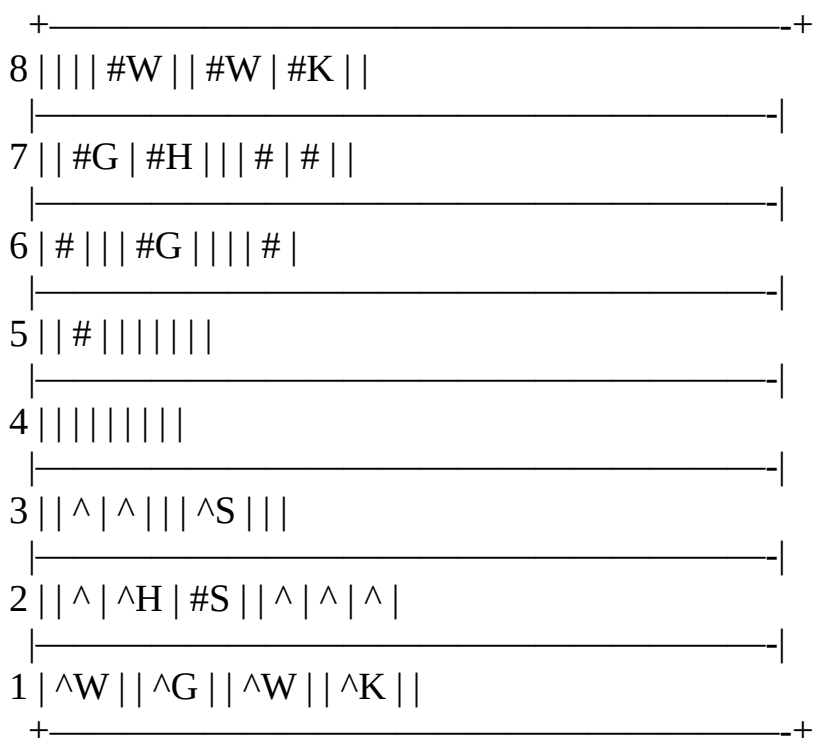 +———————————————————-+
8 | | | | #W | | #W | #K | |
|———————————————————-|
7 | | #G | #H | | | # | # | |
|———————————————————-|
6 | # | | | #G | | | | # |
|———————————————————-|
5 | | # | | | | | | |
|———————————————————-|
4 | | | | | | | | |
|———————————————————-|
3 | | ^ | ^ | | | ^S | | |
|———————————————————-|
2 | | ^ | ^H | #S | | ^ | ^ | ^ |
|———————————————————-|
1 | ^W | | ^G | | ^W | | ^K | |
+———————————————————-+